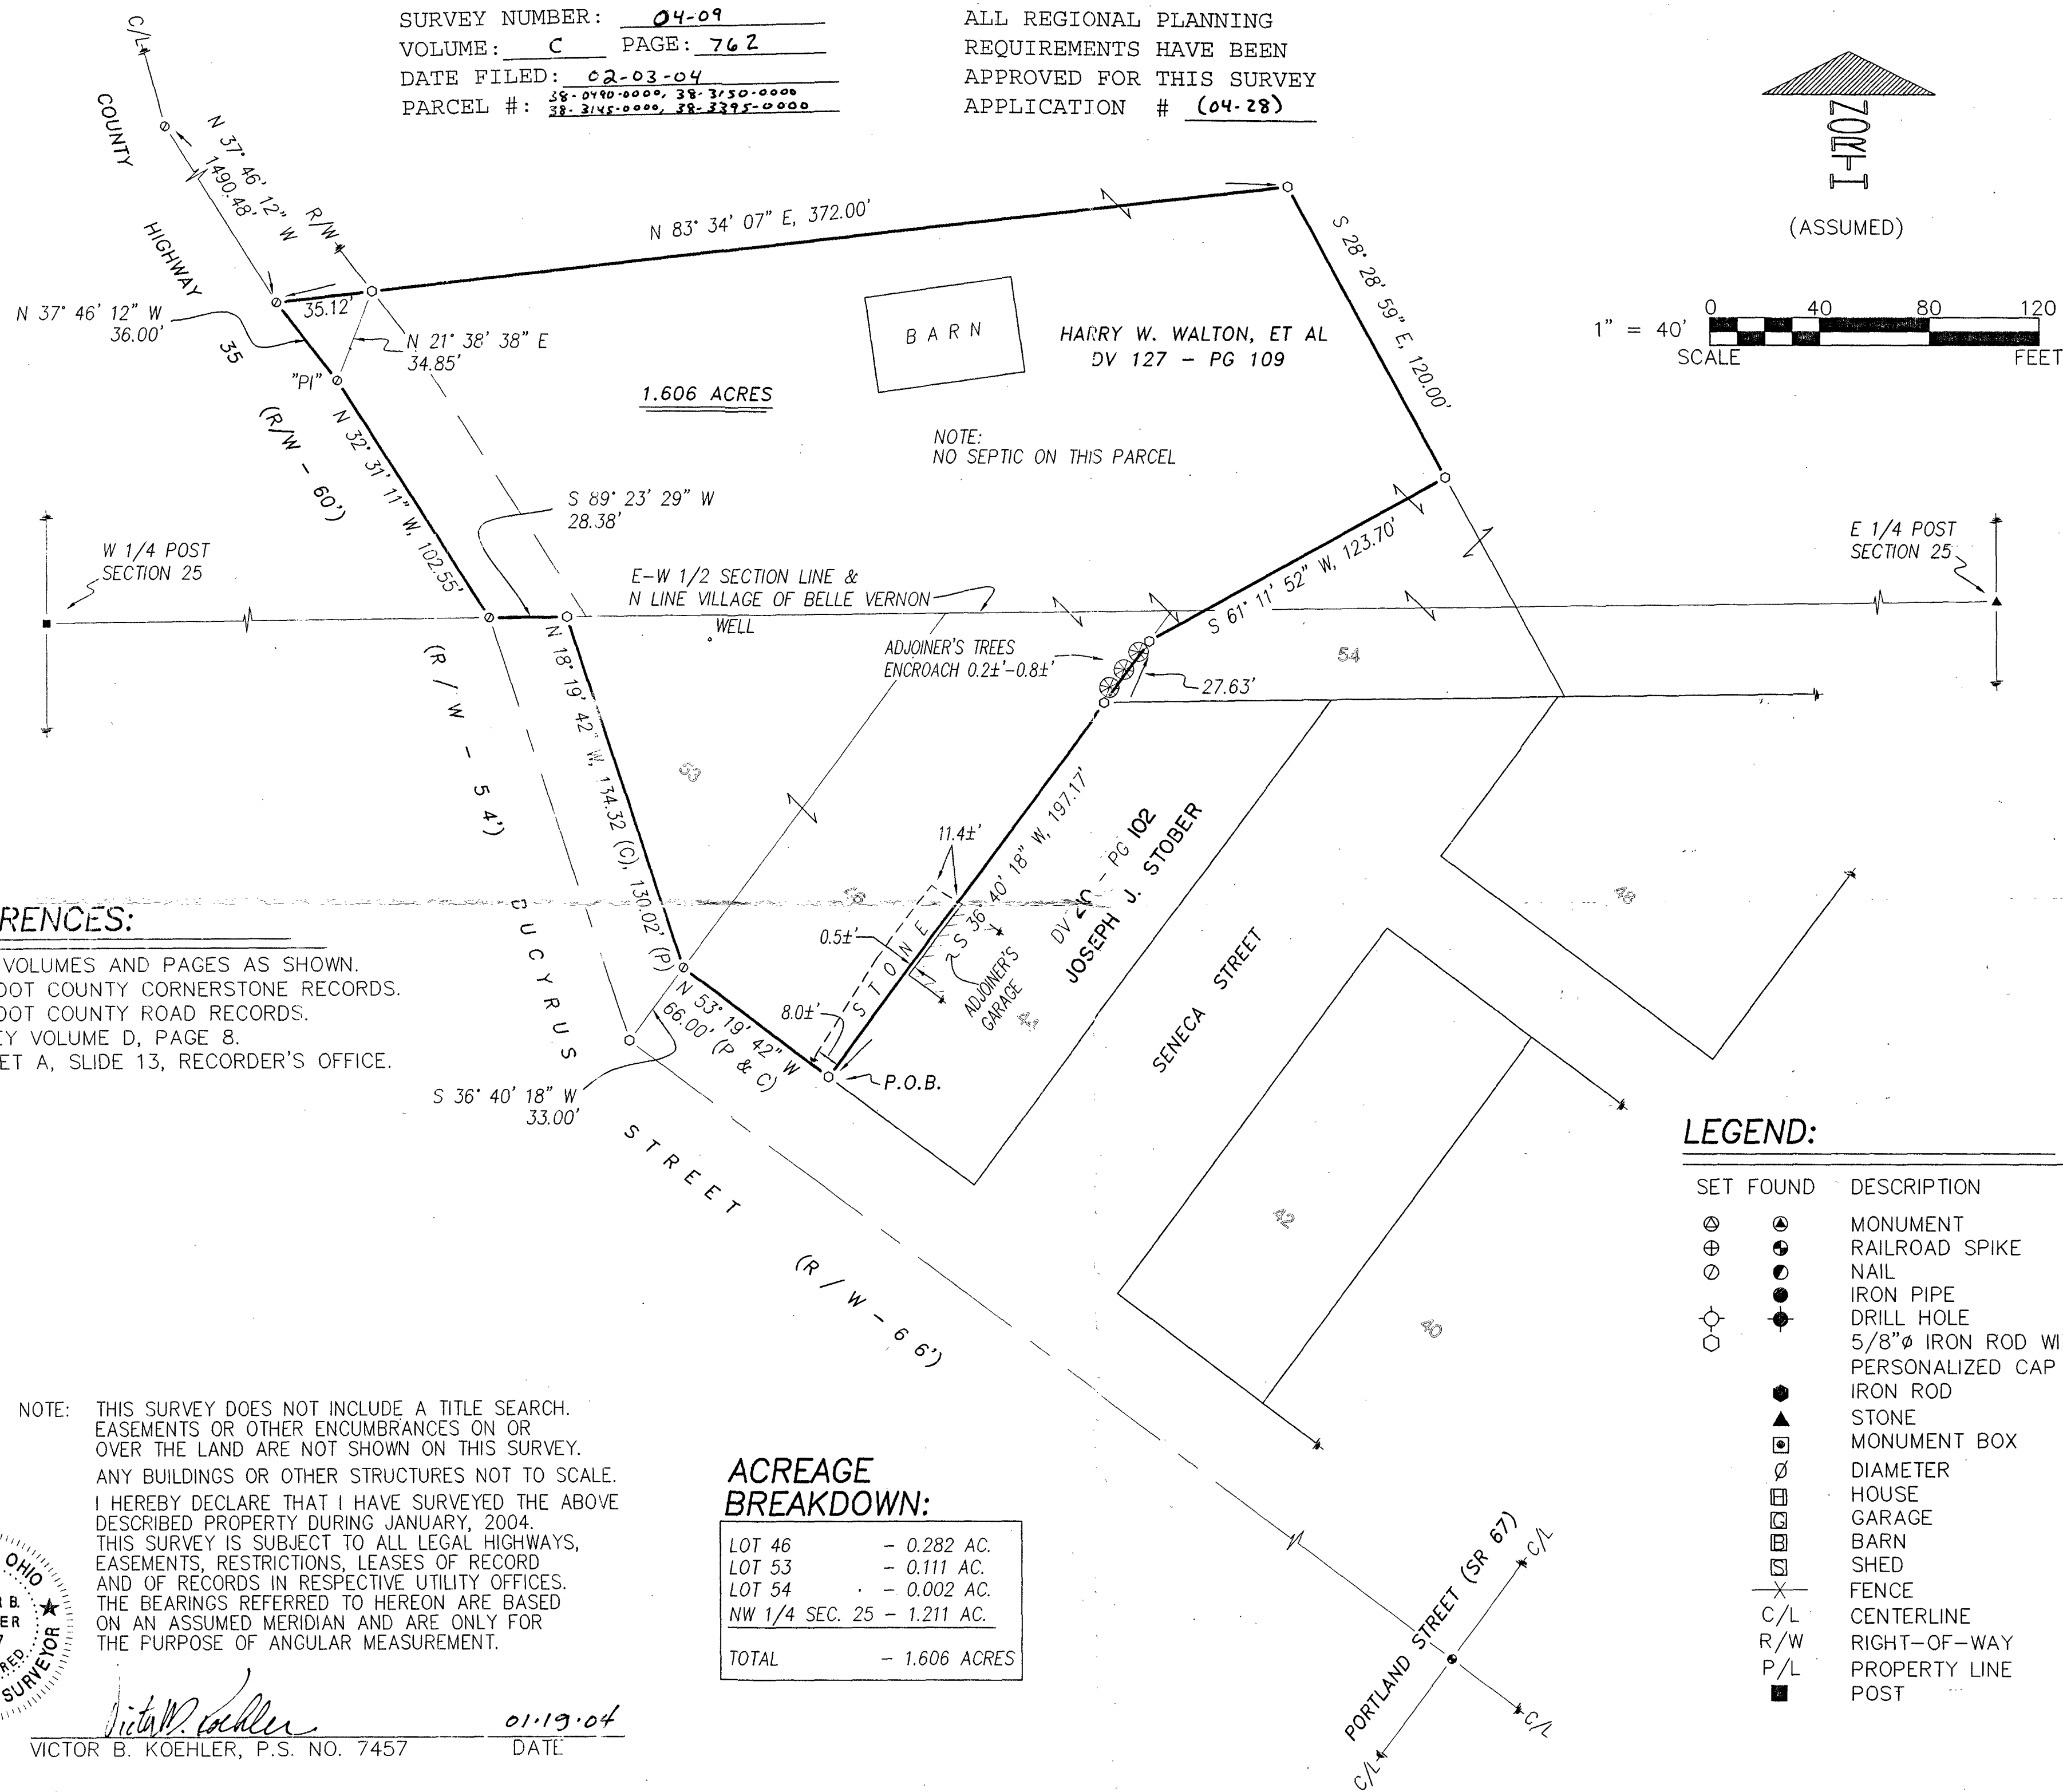 SURVEY NUMBER: 04-09
VOLUME: C PAGE: 762
DATE FILED: 02-03-04
PARCEL #: 38-0490-0000, 38-3150-0000
38-3145-0000, 38-3395-0000
ALL REGIONAL PLANNING
REQUIREMENTS HAVE BEEN
APPROVED FOR THIS SURVEY
APPLICATION # (04-28)
NORTH
(ASSUMED)
1" = 40'
0 40 80 120
SCALE FEET
C/L
COUNTY
HIGHWAY
35
(R/W - 60')
N 37° 46' 12" W
1490.48'
R/W
N 83° 34' 07" E, 372.00'
S 28° 28' 59" E, 120.00'
35.12'
N 37° 46' 12" W
36.00'
N 21° 38' 38" E
34.85'
"PI"
BARN
HARRY W. WALTON, ET AL
DV 127 - PG 109
1.606 ACRES
NOTE:
NO SEPTIC ON THIS PARCEL
N 32° 31' 11" W, 102.55'
S 89° 23' 29" W
28.38'
W 1/4 POST
SECTION 25
E 1/4 POST
SECTION 25
E-W 1/2 SECTION LINE &
N LINE VILLAGE OF BELLE VERNON
WELL
S 61° 11' 52" W, 123.70'
ADJOINER'S TREES
ENCROACH 0.2±'-0.8±'
27.63'
54
53
(R/W - 54')
N 18° 19' 42" W, 134.32 (C), 130.02' (P)
11.4±'
S 36° 40' 18" W, 197.17'
0.5±'
8.0±'
STONE
ADJOINER'S
GARAGE
JOSEPH J. STOBER
PG 102
SENECA STREET
48
N 53° 19' 42" W
66.00' (P & C)
P.O.B.
S 36° 40' 18" W
33.00'
BUCYRUS
STREET
(R/W - 66')
42
40
RENCES:
VOLUMES AND PAGES AS SHOWN.
DOT COUNTY CORNERSTONE RECORDS.
DOT COUNTY ROAD RECORDS.
EY VOLUME D, PAGE 8.
ET A, SLIDE 13, RECORDER'S OFFICE.
LEGEND:
SET FOUND DESCRIPTION
MONUMENT
RAILROAD SPIKE
NAIL
IRON PIPE
DRILL HOLE
5/8"Ø IRON ROD WI
PERSONALIZED CAP
IRON ROD
STONE
MONUMENT BOX
Ø DIAMETER
H HOUSE
G GARAGE
B BARN
S SHED
X FENCE
C/L CENTERLINE
R/W RIGHT-OF-WAY
P/L PROPERTY LINE
POST
NOTE: THIS SURVEY DOES NOT INCLUDE A TITLE SEARCH.
EASEMENTS OR OTHER ENCUMBRANCES ON OR
OVER THE LAND ARE NOT SHOWN ON THIS SURVEY.
ANY BUILDINGS OR OTHER STRUCTURES NOT TO SCALE.
I HEREBY DECLARE THAT I HAVE SURVEYED THE ABOVE
DESCRIBED PROPERTY DURING JANUARY, 2004.
THIS SURVEY IS SUBJECT TO ALL LEGAL HIGHWAYS,
EASEMENTS, RESTRICTIONS, LEASES OF RECORD
AND OF RECORDS IN RESPECTIVE UTILITY OFFICES.
THE BEARINGS REFERRED TO HEREON ARE BASED
ON AN ASSUMED MERIDIAN AND ARE ONLY FOR
THE PURPOSE OF ANGULAR MEASUREMENT.
OHIO
R B.
ER
7
RED
SURVEYOR
Victor B. Koehler
01·19·04
VICTOR B. KOEHLER, P.S. NO. 7457
DATE
ACREAGE
BREAKDOWN:
LOT 46 - 0.282 AC.
LOT 53 - 0.111 AC.
LOT 54 - 0.002 AC.
NW 1/4 SEC. 25 - 1.211 AC.
TOTAL - 1.606 ACRES
PORTLAND STREET (SR 67)
C/L
C/L
C/L